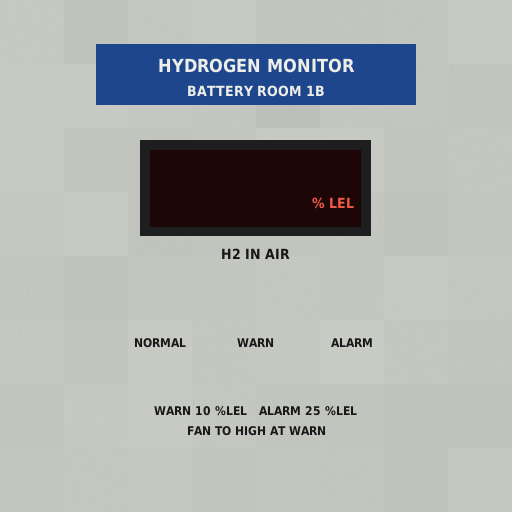 HYDROGEN MONITOR
BATTERY ROOM 1B
% LEL
H2 IN AIR
NORMAL WARN ALARM
WARN 10 %LEL ALARM 25 %LEL
FAN TO HIGH AT WARN